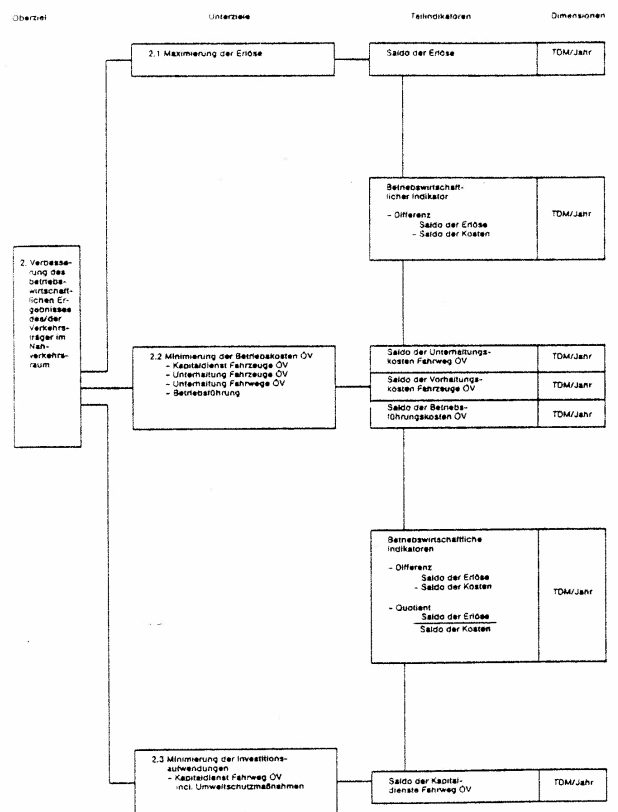 Oberziel Unterziele Teilindikatoren Dimensionen
2.1 Maximierung der Erlöse
Saldo der Erlöse
TDM/Jahr
Betriebswirtschaft-
licher Indikator
- Differenz
Saldo der Erlöse
- Saldo der Kosten
TDM/Jahr
2. Verbesse-
rung des
betriebs-
wirtschaft-
lichen Er-
gebnisses
des/der
Verkehrs-
träger im
Nah-
verkehrs-
raum
2.2 Minimierung der Betriebskosten ÖV
- Kapitaldienst Fahrzeuge ÖV
- Unterhaltung Fahrzeuge ÖV
- Unterhaltung Fahrwege ÖV
- Betriebsführung
Saldo der Unterhaltungs-
kosten Fahrweg ÖV
TDM/Jahr
Saldo der Vorhaltungs-
kosten Fahrzeuge ÖV
TDM/Jahr
Saldo der Betriebs-
führungskosten ÖV
TDM/Jahr
Betriebswirtschaftliche
Indikatoren
- Differenz
Saldo der Erlöse
- Saldo der Kosten
- Quotient
Saldo der Erlöse
Saldo der Kosten
TDM/Jahr
2.3 Minimierung der Investitions-
aufwendungen
- Kapitaldienst Fahrweg ÖV
incl. Umweltschutzmaßnahmen
Saldo der Kapital-
dienste Fahrweg ÖV
TDM/Jahr